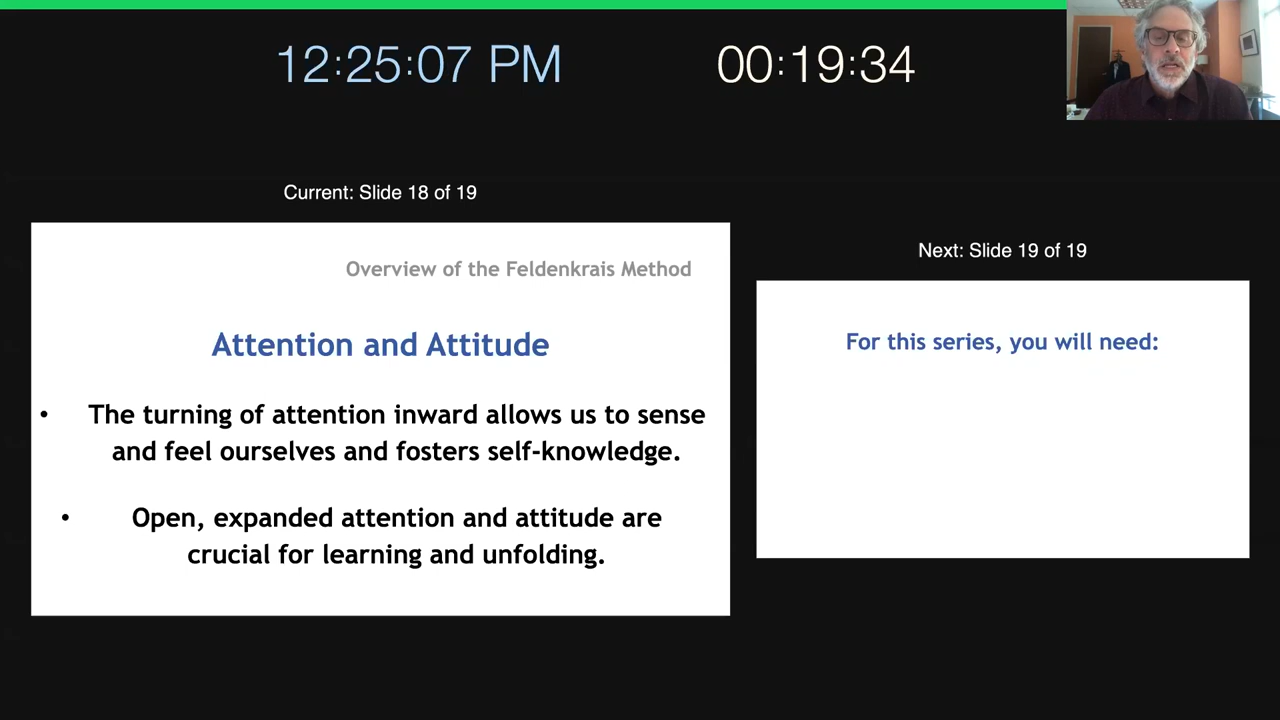 12:25:07 PM
00:19:34
Current: Slide 18 of 19
Overview of the Feldenkrais Method
Attention and Attitude
• The turning of attention inward allows us to sense
and feel ourselves and fosters self-knowledge.
• Open, expanded attention and attitude are
crucial for learning and unfolding.
Next: Slide 19 of 19
For this series, you will need: